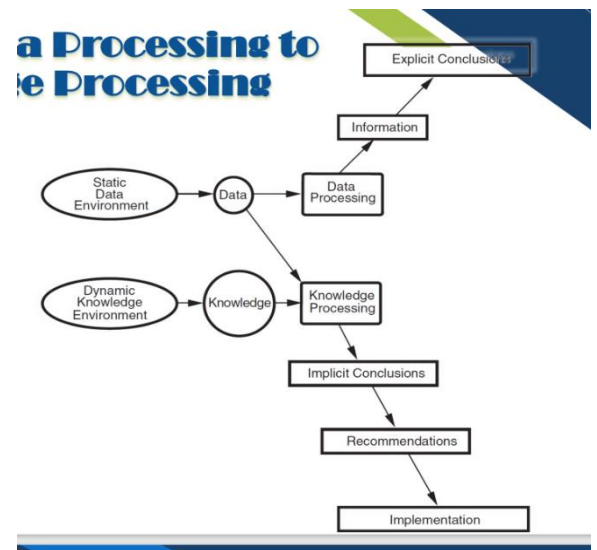 a Processing to
e Processing
Explicit Conclusions
Information
Static
Data
Environment
Data
Data
Processing
Dynamic
Knowledge
Environment
Knowledge
Knowledge
Processing
Implicit Conclusions
Recommendations
Implementation